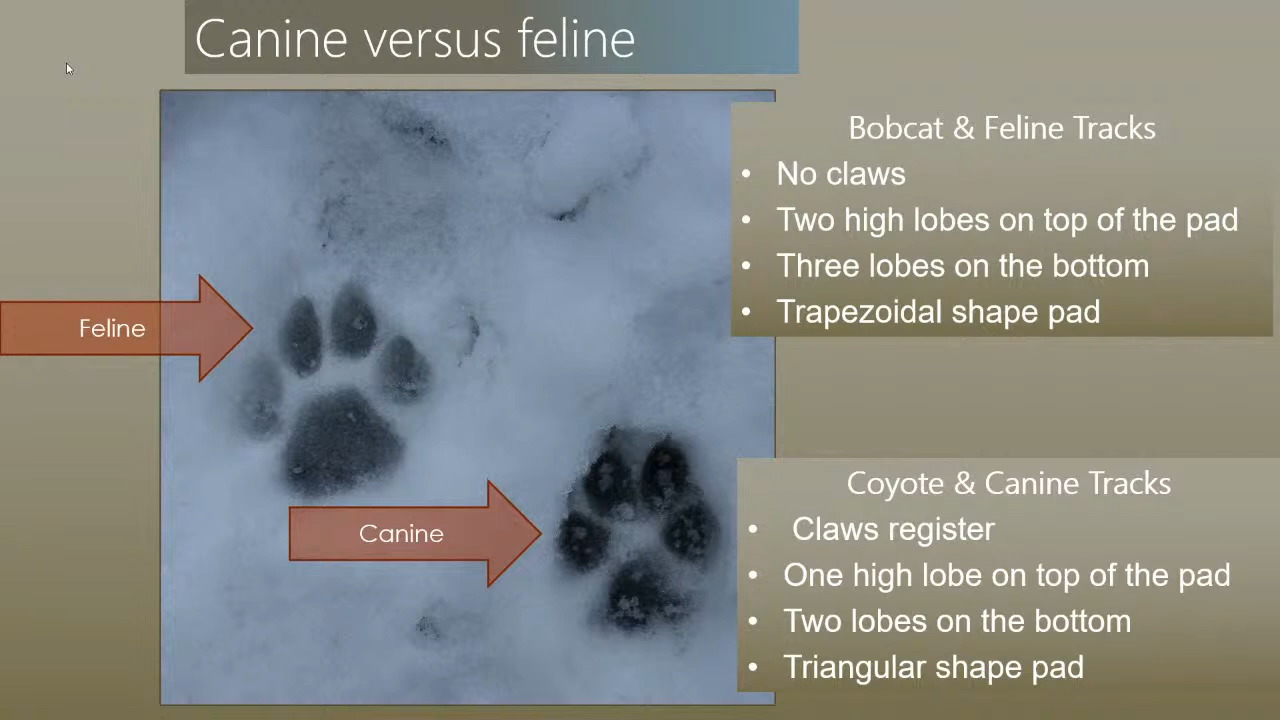 Canine versus feline
Bobcat & Feline Tracks
• No claws
• Two high lobes on top of the pad
• Three lobes on the bottom
• Trapezoidal shape pad
Feline
Canine
Coyote & Canine Tracks
• Claws register
• One high lobe on top of the pad
• Two lobes on the bottom
• Triangular shape pad